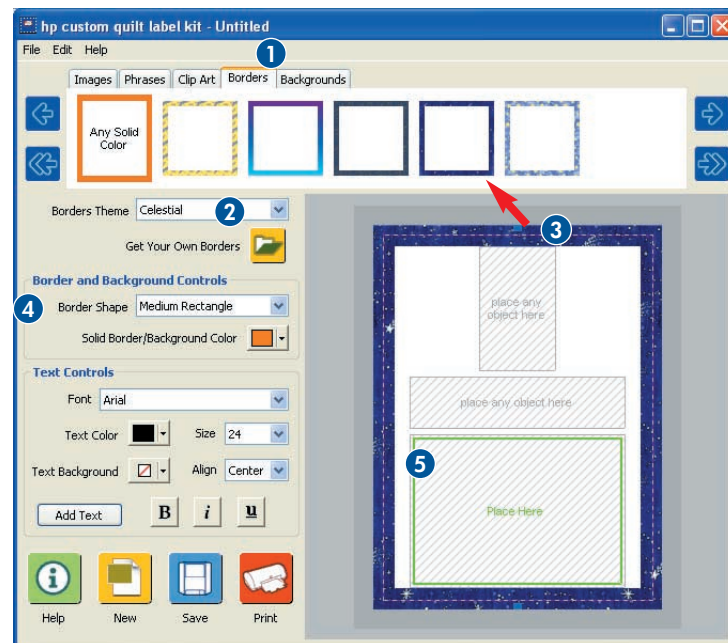 hp custom quilt label kit - Untitled
File Edit Help
1
Images Phrases Clip Art Borders Backgrounds
Any Solid
Color
Borders Theme Celestial 2
Get Your Own Borders
3
Border and Background Controls
4 Border Shape Medium Rectangle
Solid Border/Background Color
Text Controls
Font Arial
Text Color Size 24
Text Background Align Center
Add Text B i u
Help New Save Print
place any
object here
place any object here
5
Place Here